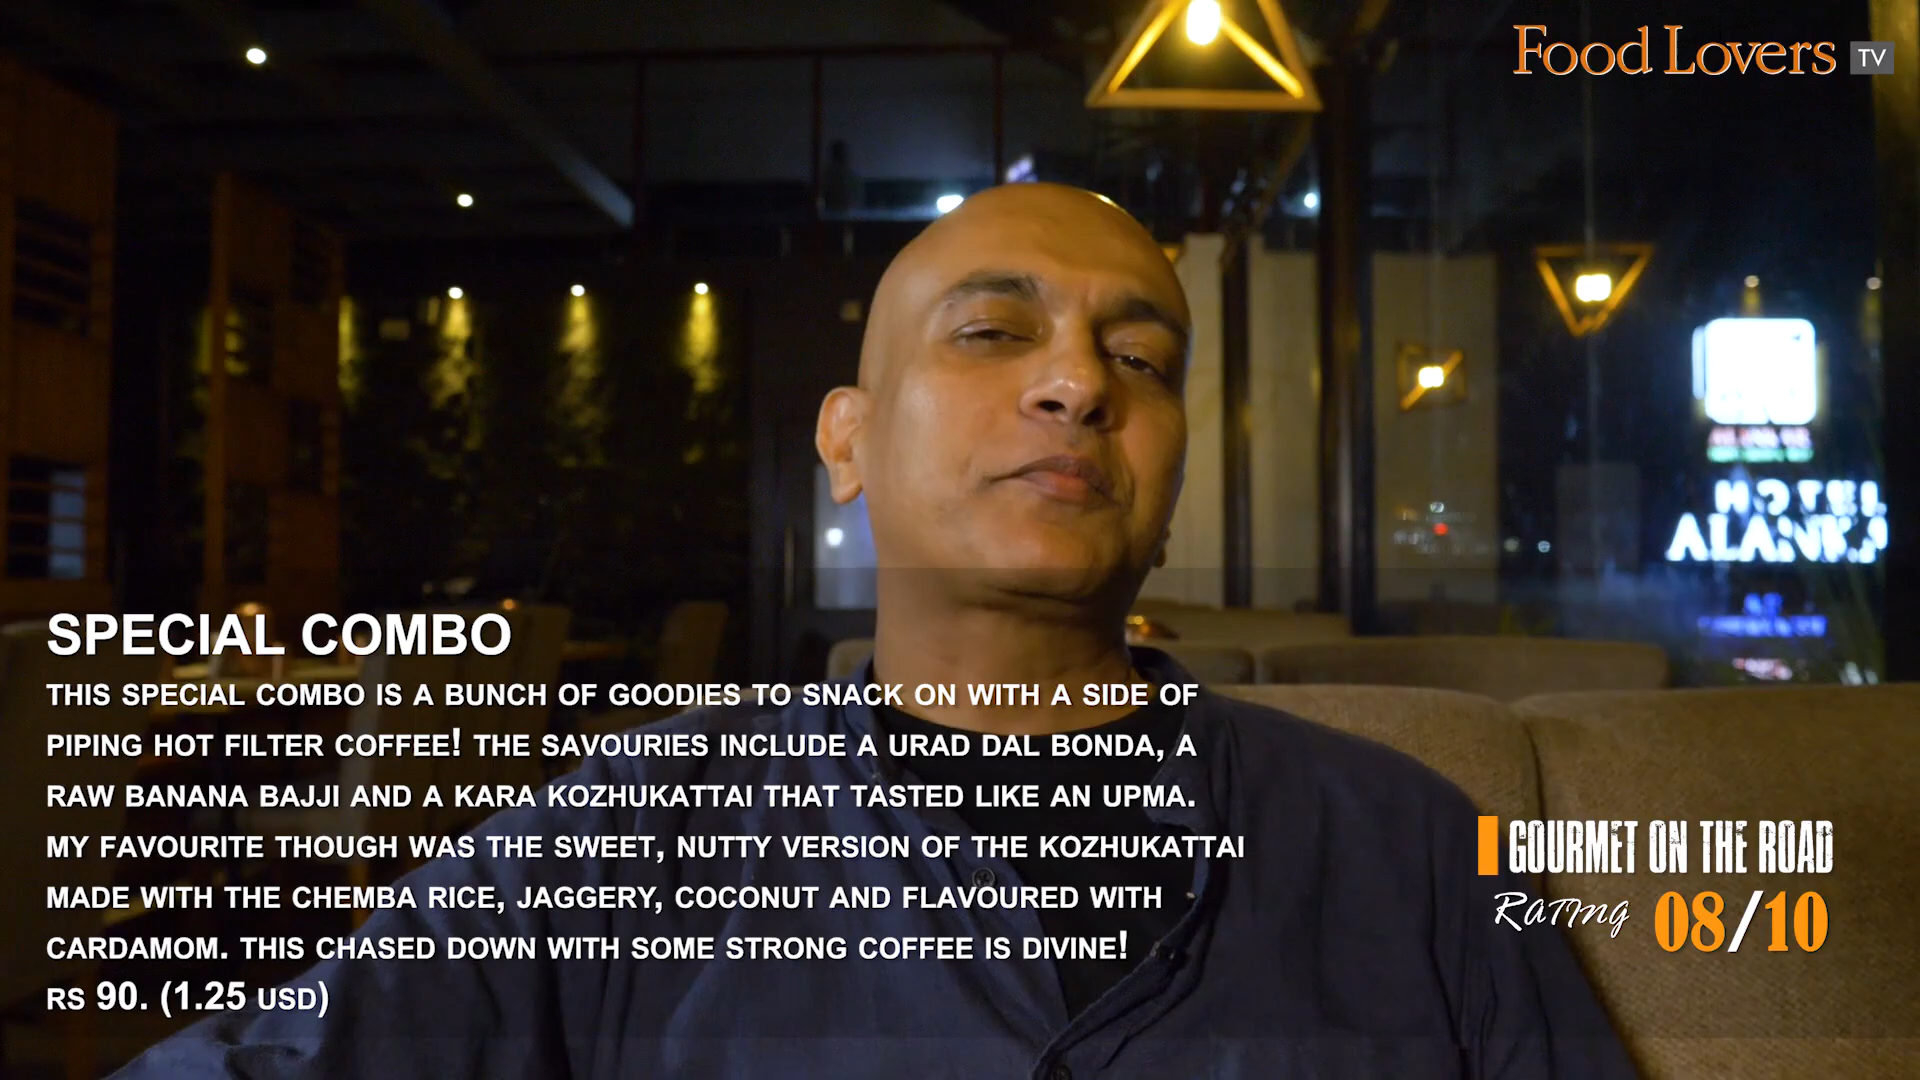 Food Lovers TV
HOTEL
SPECIAL COMBO
THIS SPECIAL COMBO IS A BUNCH OF GOODIES TO SNACK ON WITH A SIDE OF
PIPING HOT FILTER COFFEE! THE SAVOURIES INCLUDE A URAD DAL BONDA, A
RAW BANANA BAJJI AND A KARA KOZHUKATTAI THAT TASTED LIKE AN UPMA.
MY FAVOURITE THOUGH WAS THE SWEET, NUTTY VERSION OF THE KOZHUKATTAI
MADE WITH THE CHEMBA RICE, JAGGERY, COCONUT AND FLAVOURED WITH
CARDAMOM. THIS CHASED DOWN WITH SOME STRONG COFFEE IS DIVINE!
RS 90. (1.25 USD)
GOURMET ON THE ROAD
RATING 08/10